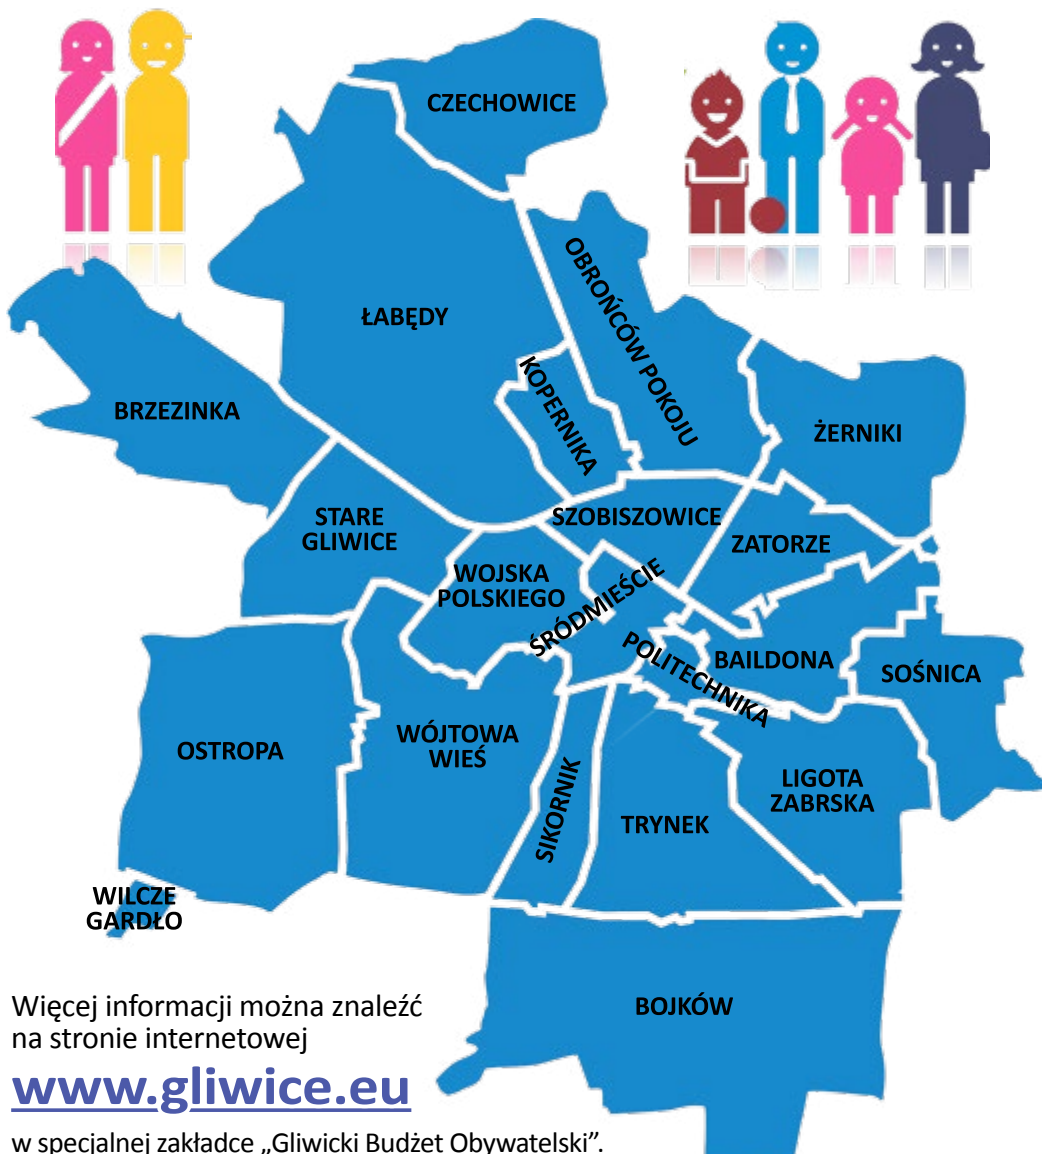 CZECHOWICE
ŁABĘDY
OBROŃCÓW POKOJU
KOPERNIKA
BRZEZINKA
ŻERNIKI
STARE
GLIWICE
SZOBISZOWICE
ZATORZE
WOJSKA
POLSKIEGO
ŚRÓDMIEŚCIE
POLITECHNIKA
BAILDONA
SOŚNICA
OSTROPA
WÓJTOWA
WIEŚ
SIKORNIK
TRYNEK
LIGOTA
ZABRSKA
WILCZE
GARDŁO
BOJKÓW
Więcej informacji można znaleźć
na stronie internetowej
www.gliwice.eu
w specjalnej zakładce „Gliwicki Budżet Obywatelski”.